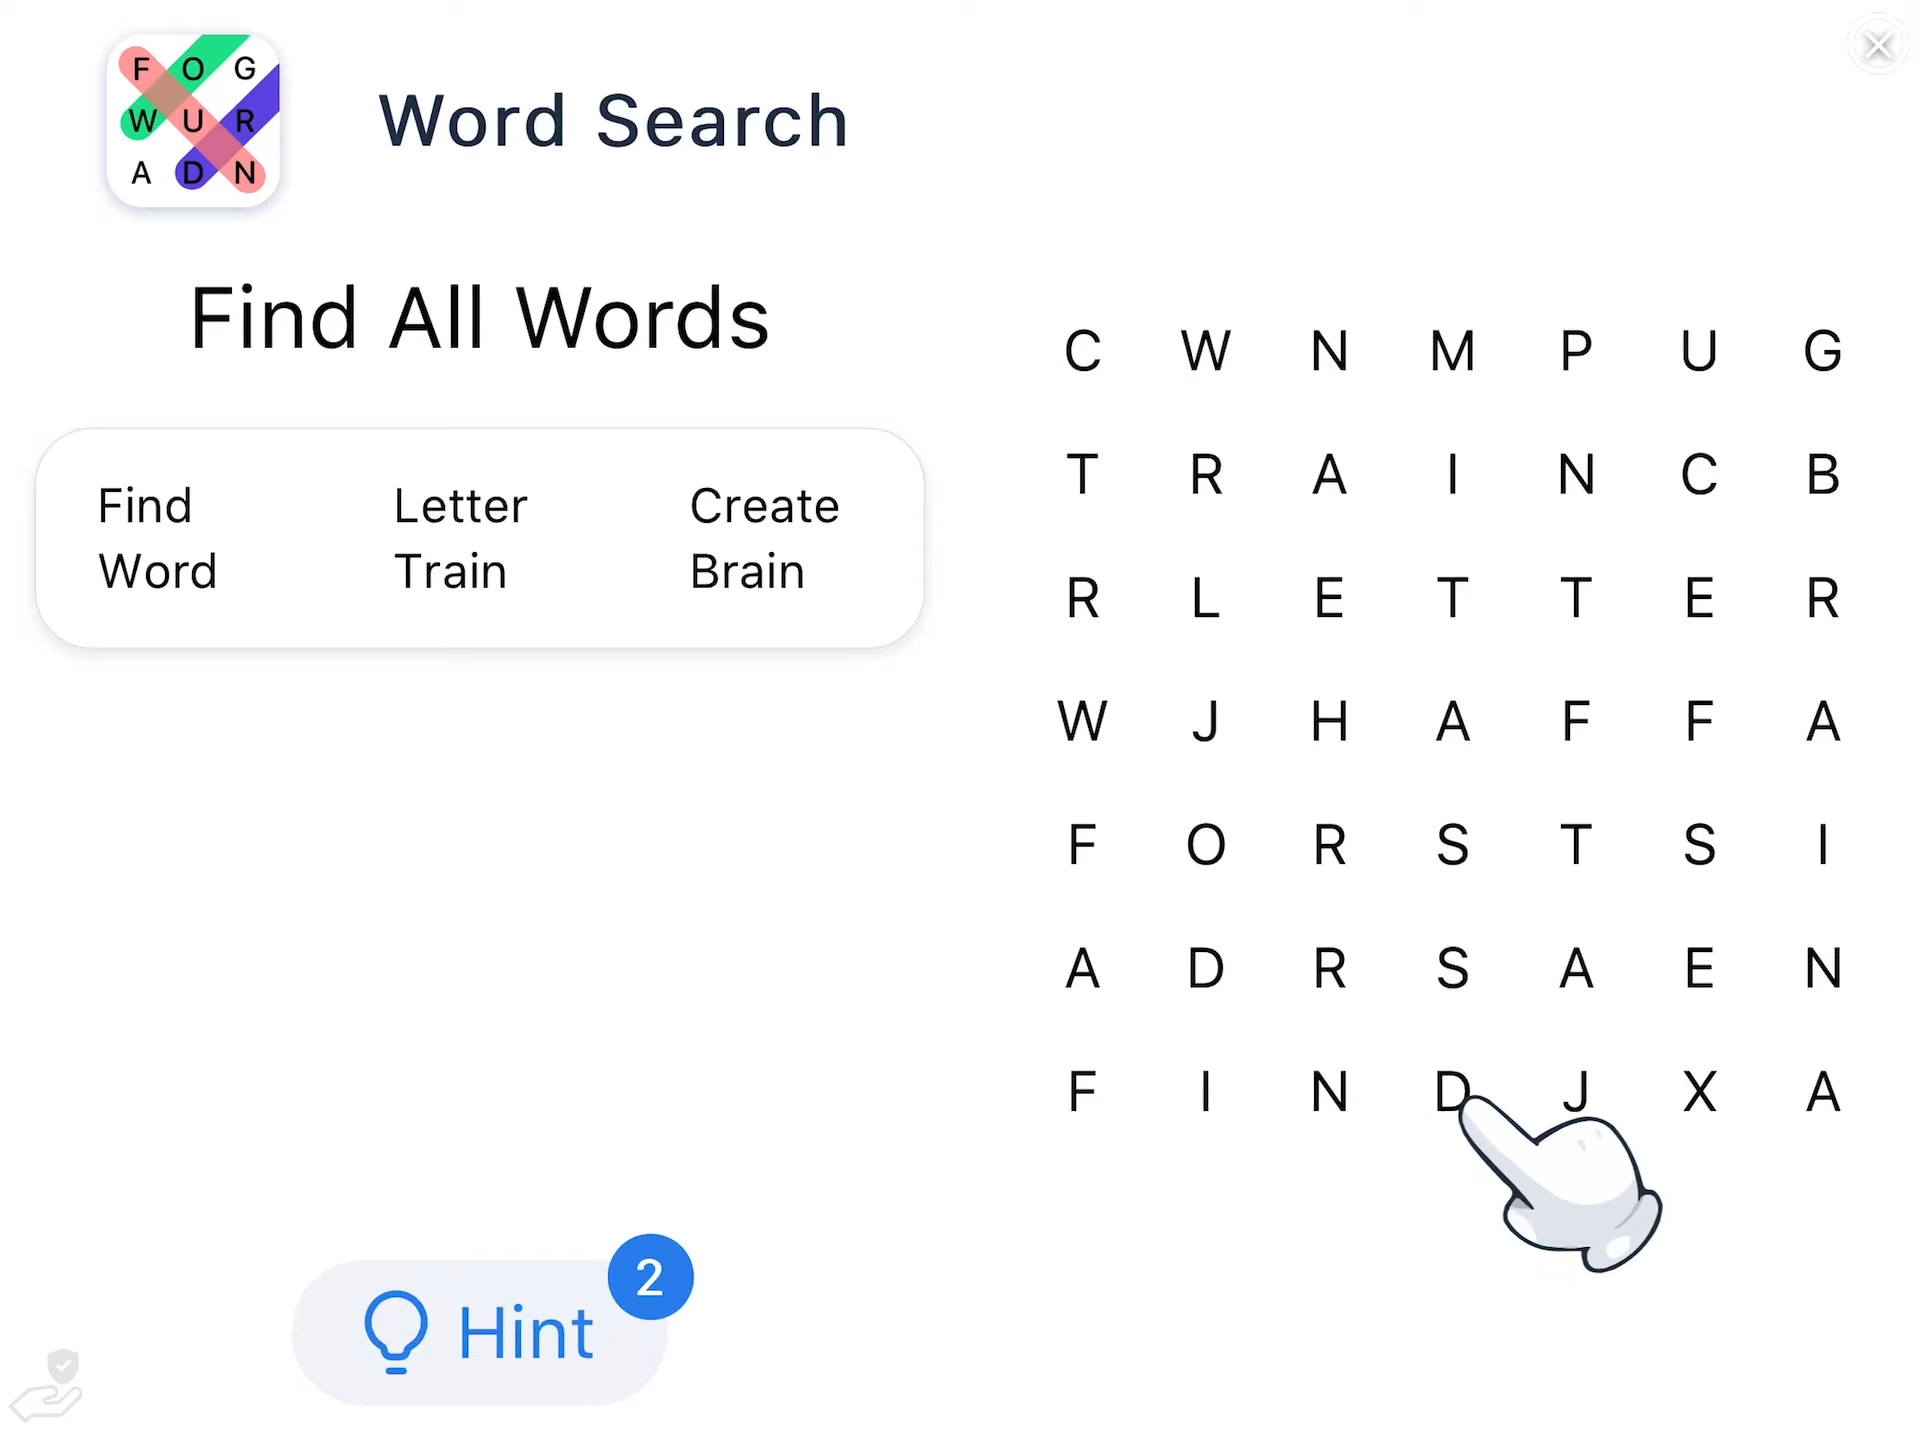 F O G
W U R
A D N
Word Search
Find All Words
Find Letter Create
Word Train Brain
C W N M P U G
T R A I N C B
R L E T T E R
W J H A F F A
F O R S T S I
A D R S A E N
F I N D J X A
2
Hint